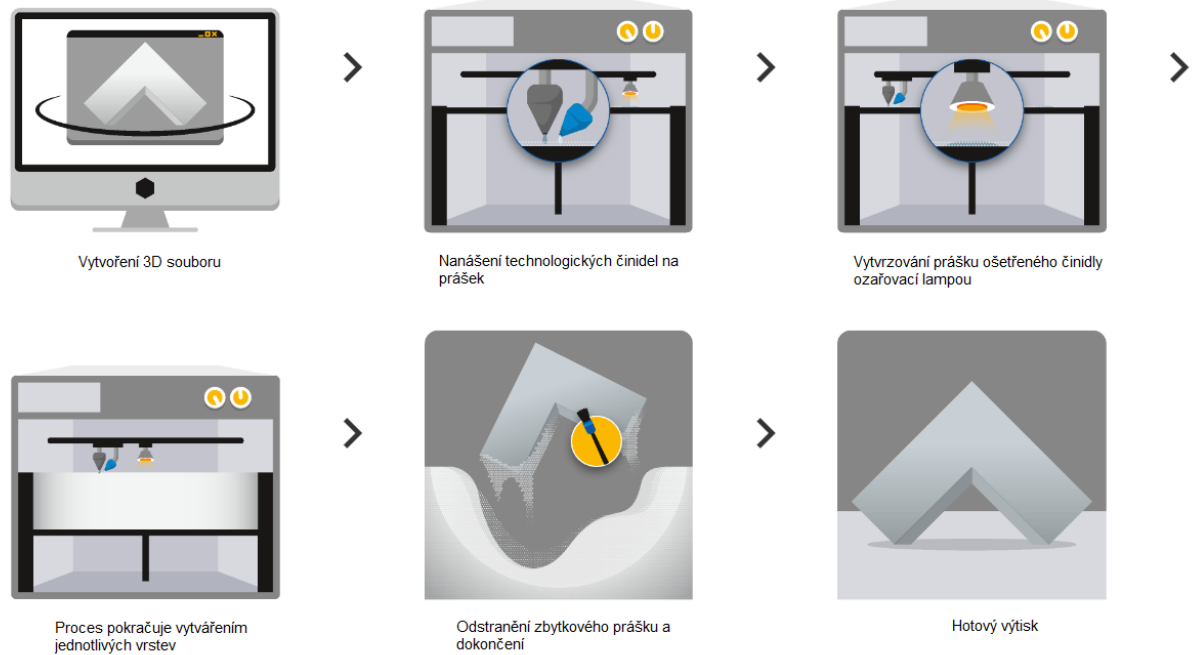 Vytvoření 3D souboru
Nanášení technologických činidel na
prášek
Vytvrzování prášku ošetřeného činidly
ozařovací lampou
Proces pokračuje vytvářením
jednotlivých vrstev
Odstranění zbytkového prášku a
dokončení
Hotový výtisk